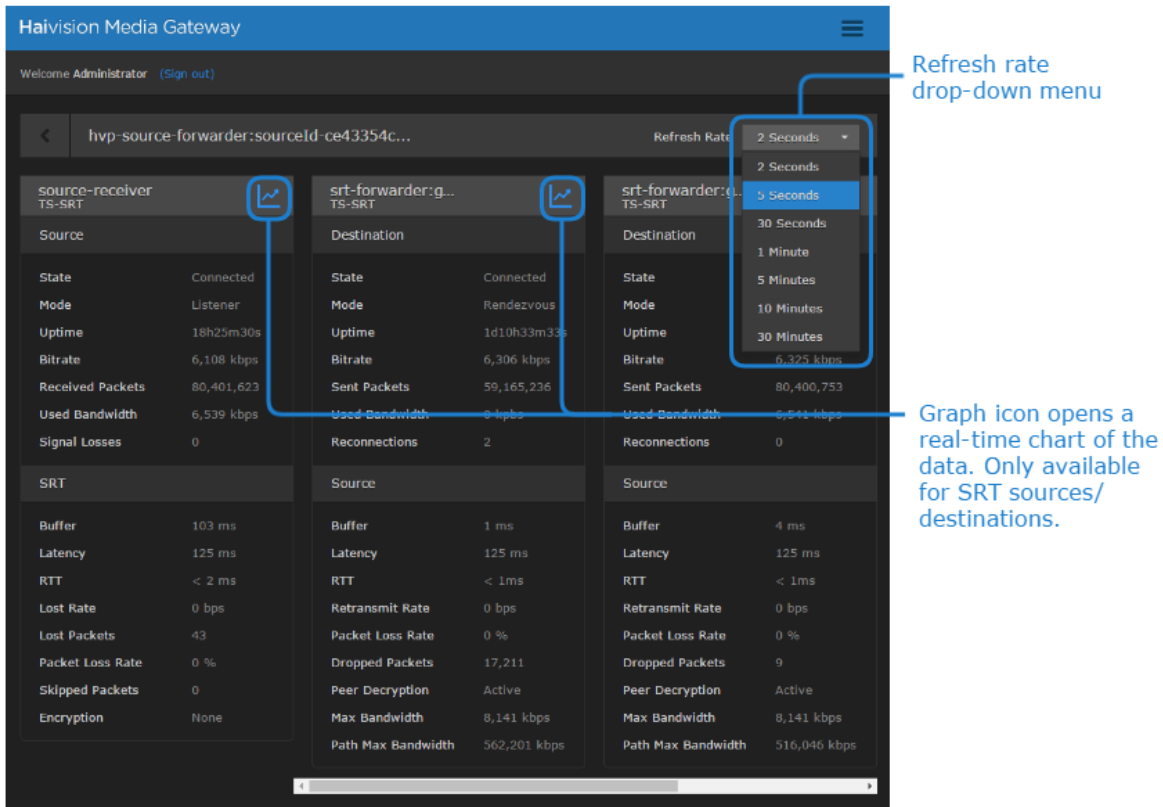 Haivision Media Gateway
Welcome Administrator (Sign out)
Refresh rate
drop-down menu
hvp-source-forwarder:sourceId-ce43354c...
Refresh Rate
2 Seconds
2 Seconds
5 Seconds
30 Seconds
1 Minute
5 Minutes
10 Minutes
30 Minutes
source-receiver
TS-SRT
Source
State Connected
Mode Listener
Uptime 18h25m30s
Bitrate 6,108 kbps
Received Packets 80,401,623
Used Bandwidth 6,539 kbps
Signal Losses 0
SRT
Buffer 103 ms
Latency 125 ms
RTT < 2 ms
Lost Rate 0 bps
Lost Packets 43
Packet Loss Rate 0 %
Skipped Packets 0
Encryption None
srt-forwarder:g...
TS-SRT
Destination
State Connected
Mode Rendezvous
Uptime 1d10h33m33s
Bitrate 6,306 kbps
Sent Packets 59,165,236
Used Bandwidth 0 kpbs
Reconnections 2
Source
Buffer 1 ms
Latency 125 ms
RTT < 1ms
Retransmit Rate 0 bps
Packet Loss Rate 0 %
Dropped Packets 17,211
Peer Decryption Active
Max Bandwidth 8,141 kbps
Path Max Bandwidth 562,201 kbps
srt-forwarder:g...
TS-SRT
Destination
State
Mode
Uptime
Bitrate 6,325 kbps
Sent Packets 80,400,753
Used Bandwidth 6,541 kbps
Reconnections 0
Source
Buffer 4 ms
Latency 125 ms
RTT < 1ms
Retransmit Rate 0 bps
Packet Loss Rate 0 %
Dropped Packets 9
Peer Decryption Active
Max Bandwidth 8,141 kbps
Path Max Bandwidth 516,046 kbps
Graph icon opens a
real-time chart of the
data. Only available
for SRT sources/
destinations.